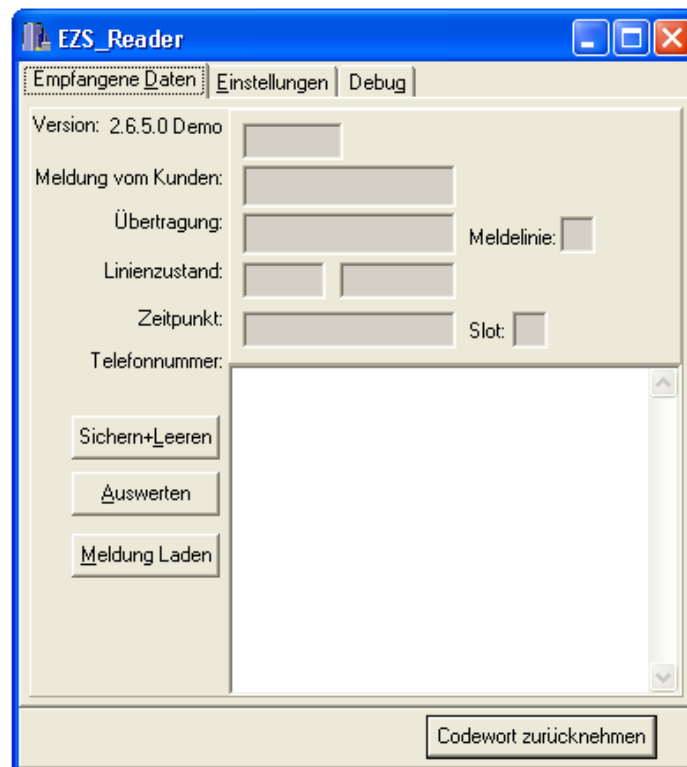 EZS_Reader
Empfangene Daten Einstellungen Debug
Version: 2.6.5.0 Demo
Meldung vom Kunden:
Übertragung:
Meldelinie:
Linienzustand:
Zeitpunkt:
Slot:
Telefonnummer:
Sichern+Leeren
Auswerten
Meldung Laden
Codewort zurücknehmen